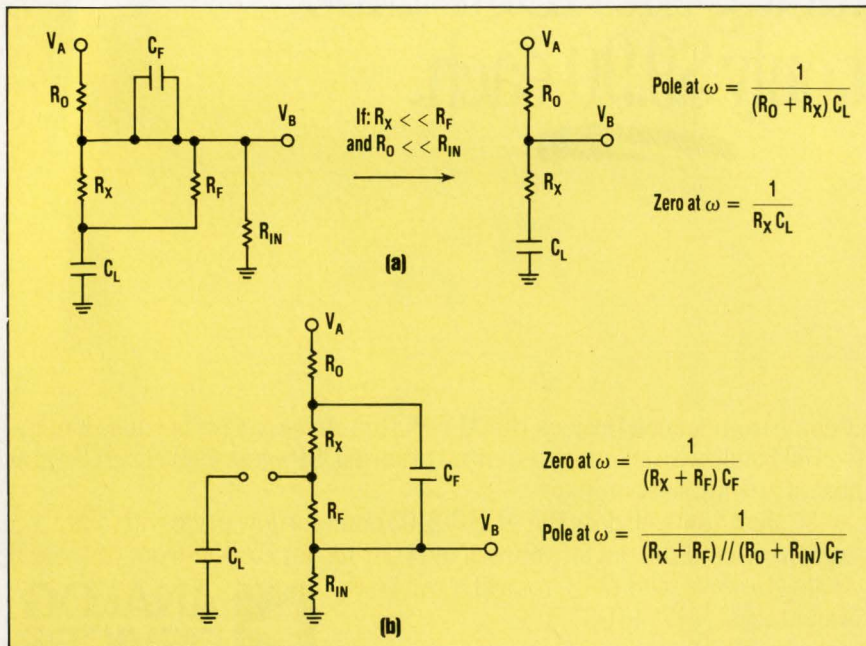 V_A
C_F
R_O
V_B
R_X
R_F
R_IN
C_L
If: R_X << R_F
and R_O << R_IN
V_A
R_O
V_B
R_X
C_L
Pole at ω = 1 / (R_O + R_X) C_L
Zero at ω = 1 / R_X C_L
(a)
V_A
R_O
R_X
C_F
R_F
C_L
V_B
R_IN
Zero at ω = 1 / (R_X + R_F) C_F
Pole at ω = 1 / (R_X + R_F) // (R_O + R_IN) C_F
(b)